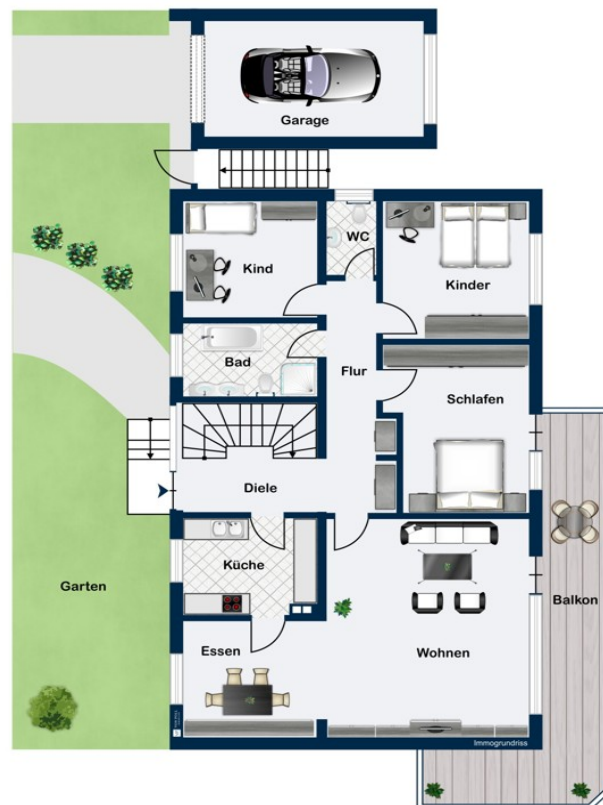 Garage
WC
Kind
Kinder
Bad
Flur
Schlafen
Diele
Küche
Garten
Balkon
Essen
Wohnen
Immogrundriss